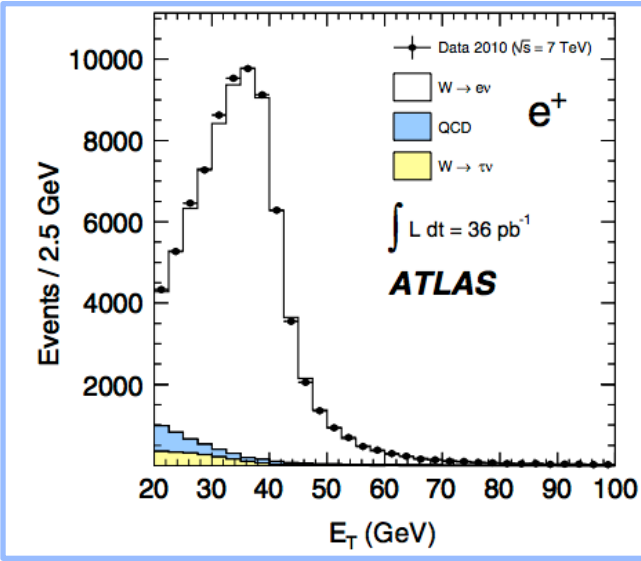 Events / 2.5 GeV
10000
8000
6000
4000
2000
Data 2010 (√s = 7 TeV)
W → eν
QCD
W → τν
e⁺
∫ L dt = 36 pb⁻¹
ATLAS
20 30 40 50 60 70 80 90 100
E_T (GeV)